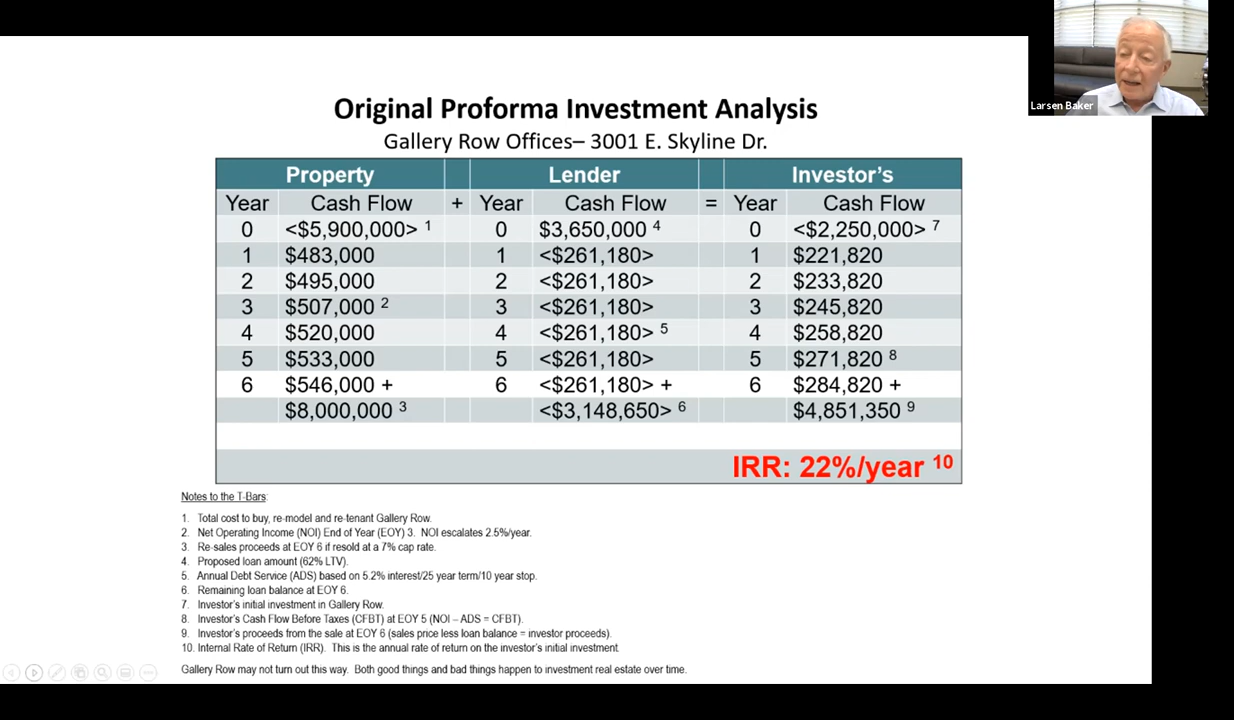 Larsen Baker
Original Proforma Investment Analysis
Gallery Row Offices– 3001 E. Skyline Dr.
Property Lender Investor's
Year Cash Flow + Year Cash Flow = Year Cash Flow
0 <$5,900,000> 1 0 $3,650,000 4 0 <$2,250,000> 7
1 $483,000 1 <$261,180> 1 $221,820
2 $495,000 2 <$261,180> 2 $233,820
3 $507,000 2 3 <$261,180> 3 $245,820
4 $520,000 4 <$261,180> 5 4 $258,820
5 $533,000 5 <$261,180> 5 $271,820 8
6 $546,000 + 6 <$261,180> + 6 $284,820 +
$8,000,000 3 <$3,148,650> 6 $4,851,350 9
IRR: 22%/year 10
Notes to the T-Bars:
1. Total cost to buy, re-model and re-tenant Gallery Row.
2. Net Operating Income (NOI) End of Year (EOY) 3. NOI escalates 2.5%/year.
3. Re-sales proceeds at EOY 6 if resold at a 7% cap rate.
4. Proposed loan amount (62% LTV).
5. Annual Debt Service (ADS) based on 5.2% interest/25 year term/10 year stop.
6. Remaining loan balance at EOY 6.
7. Investor's initial investment in Gallery Row.
8. Investor's Cash Flow Before Taxes (CFBT) at EOY 5 (NOI – ADS = CFBT).
9. Investor's proceeds from the sale at EOY 6 (sales price less loan balance = investor proceeds).
10. Internal Rate of Return (IRR). This is the annual rate of return on the investor's initial investment.
Gallery Row may not turn out this way. Both good things and bad things happen to investment real estate over time.